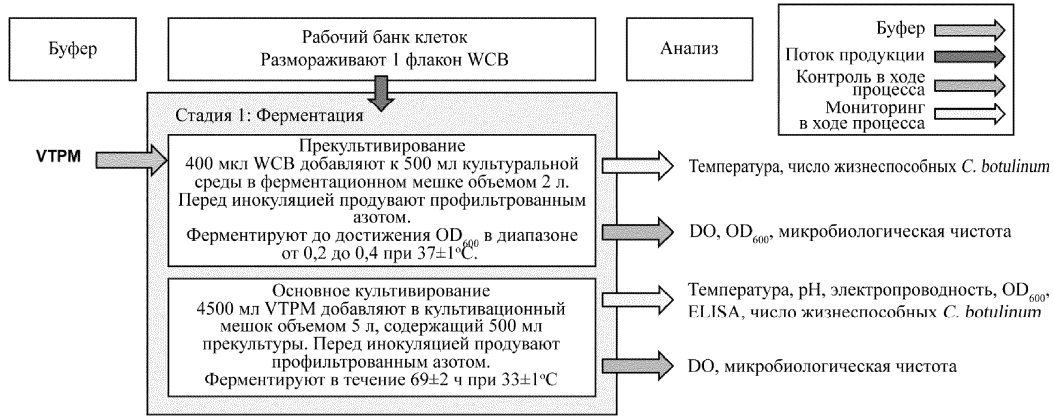 Буфер
Рабочий банк клеток
Размораживают 1 флакон WCB
Анализ
Буфер
Поток продукции
Контроль в ходе
процесса
Мониторинг
в ходе процесса
Стадия 1: Ферментация
VTPM
Прекультивирование
400 мкл WCB добавляют к 500 мл культуральной
среды в ферментационном мешке объемом 2 л.
Перед инокуляцией продувают профильтрованным
азотом.
Ферментируют до достижения OD600 в диапазоне
от 0,2 до 0,4 при 37±1°C.
Температура, число жизнеспособных C. botulinum
DO, OD600, микробиологическая чистота
Основное культивирование
4500 мл VTPM добавляют в культивационный
мешок объемом 5 л, содержащий 500 мл
прекультуры. Перед инокуляцией продувают
профильтрованным азотом.
Ферментируют в течение 69±2 ч при 33±1°C
Температура, pH, электропроводность, OD600,
ELISA, число жизнеспособных C. botulinum
DO, микробиологическая чистота